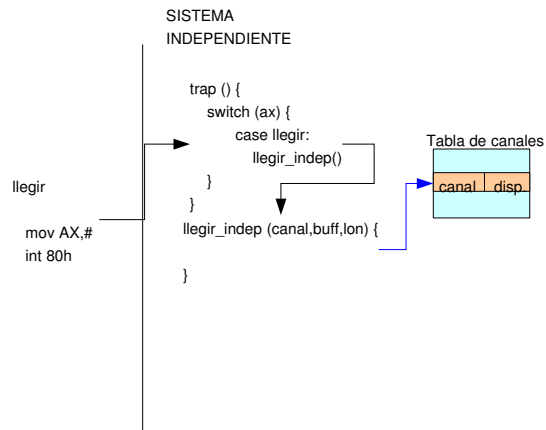 SISTEMA
INDEPENDIENTE
trap () {
switch (ax) {
case llegir:
llegir_indep()
}
}
llegir_indep (canal,buff,lon) {
}
llegir
mov AX,#
int 80h
Tabla de canales
canal disp.